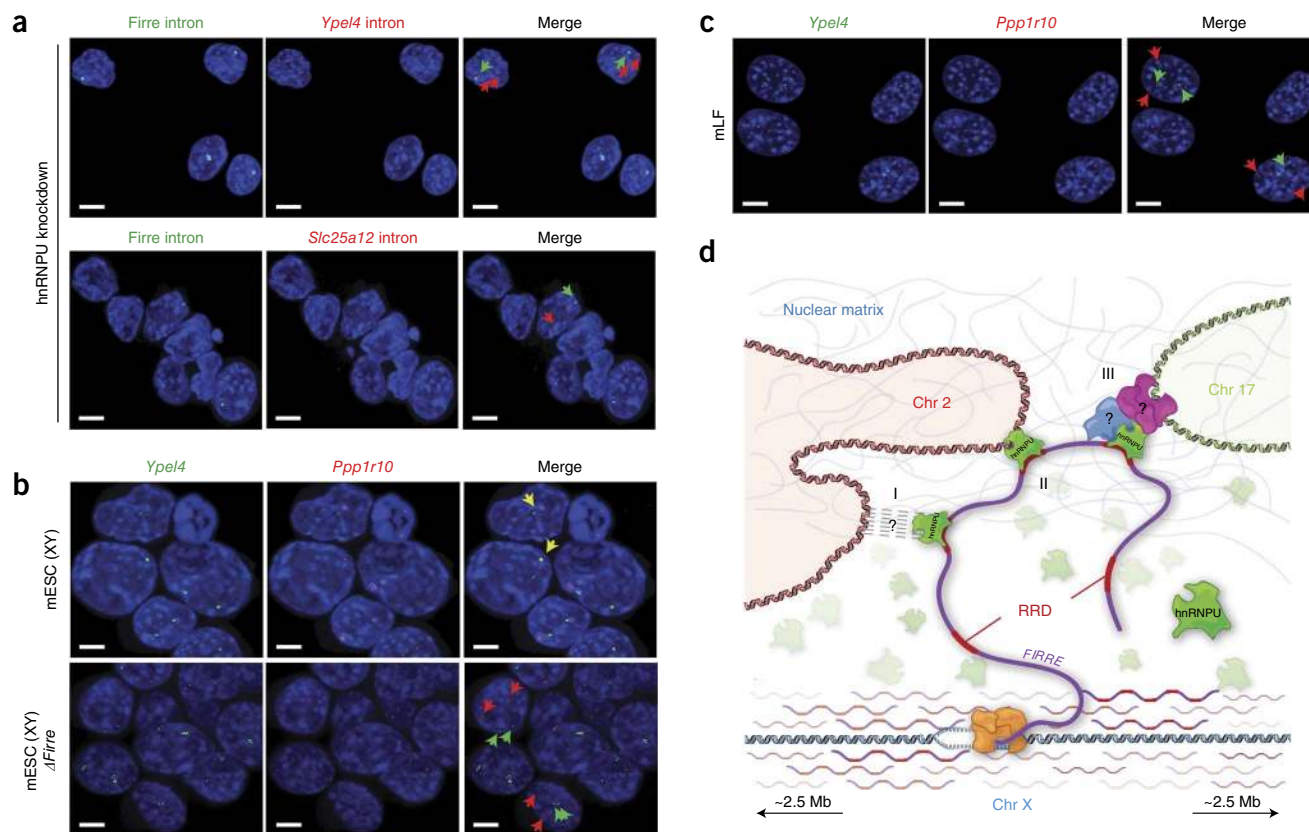 a
Firre intron
Ypel4 intron
Merge
hnRNPU knockdown
Firre intron
Slc25a12 intron
Merge
b
Ypel4
Ppp1r10
Merge
mESC (XY)
mESC (XY)
ΔFirre
c
Ypel4
Ppp1r10
Merge
mLF
d
Nuclear matrix
III
Chr 2
Chr 17
?
?
hnRNPU
hnRNPU
II
I
?
hnRNPU
RRD
hnRNPU
FIRRE
~2.5 Mb
Chr X
~2.5 Mb